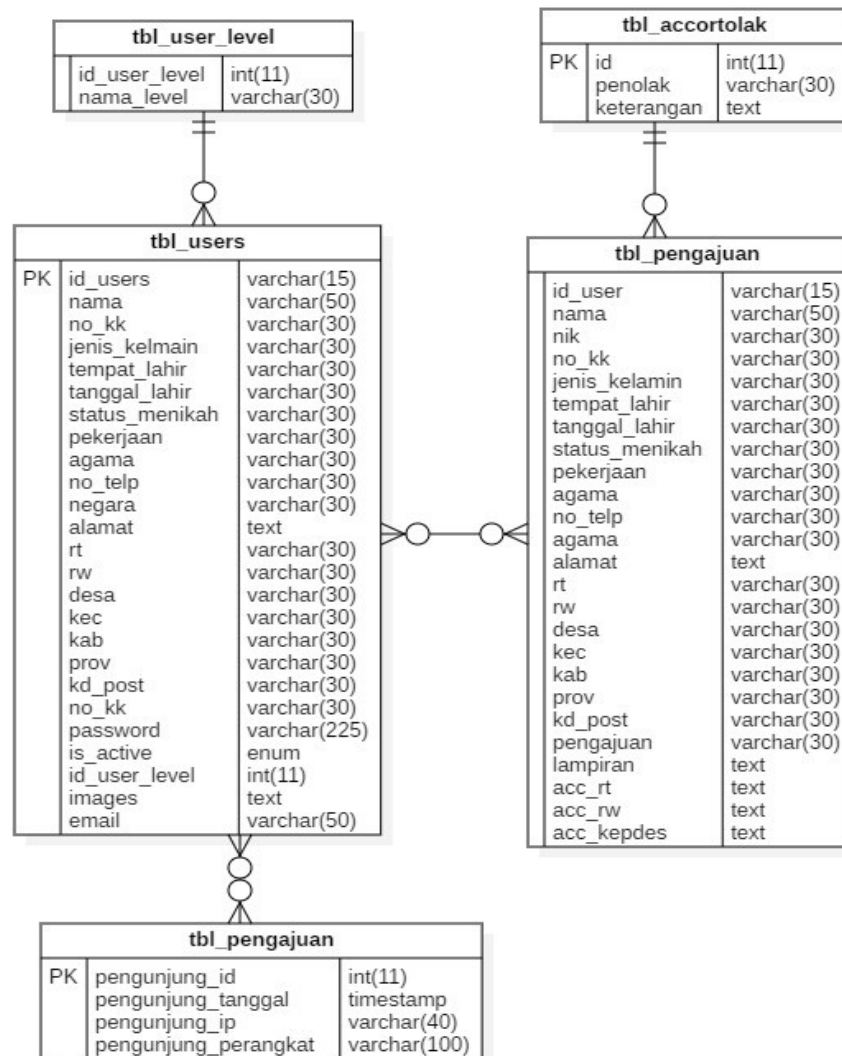 tbl_user_level
id_user_level int(11)
nama_level varchar(30)
tbl_accortolak
PK id int(11)
penolak varchar(30)
keterangan text
tbl_users
PK id_users varchar(15)
nama varchar(50)
no_kk varchar(30)
jenis_kelmain varchar(30)
tempat_lahir varchar(30)
tanggal_lahir varchar(30)
status_menikah varchar(30)
pekerjaan varchar(30)
agama varchar(30)
no_telp varchar(30)
negara varchar(30)
alamat text
rt varchar(30)
rw varchar(30)
desa varchar(30)
kec varchar(30)
kab varchar(30)
prov varchar(30)
kd_post varchar(30)
no_kk varchar(30)
password varchar(225)
is_active enum
id_user_level int(11)
images text
email varchar(50)
tbl_pengajuan
id_user varchar(15)
nama varchar(50)
nik varchar(30)
no_kk varchar(30)
jenis_kelamin varchar(30)
tempat_lahir varchar(30)
tanggal_lahir varchar(30)
status_menikah varchar(30)
pekerjaan varchar(30)
agama varchar(30)
no_telp varchar(30)
agama varchar(30)
alamat text
rt varchar(30)
rw varchar(30)
desa varchar(30)
kec varchar(30)
kab varchar(30)
prov varchar(30)
kd_post varchar(30)
pengajuan varchar(30)
lampiran text
acc_rt text
acc_rw text
acc_kepdes text
tbl_pengajuan
PK pengunjung_id int(11)
pengunjung_tanggal timestamp
pengunjung_ip varchar(40)
pengunjung_perangkat varchar(100)